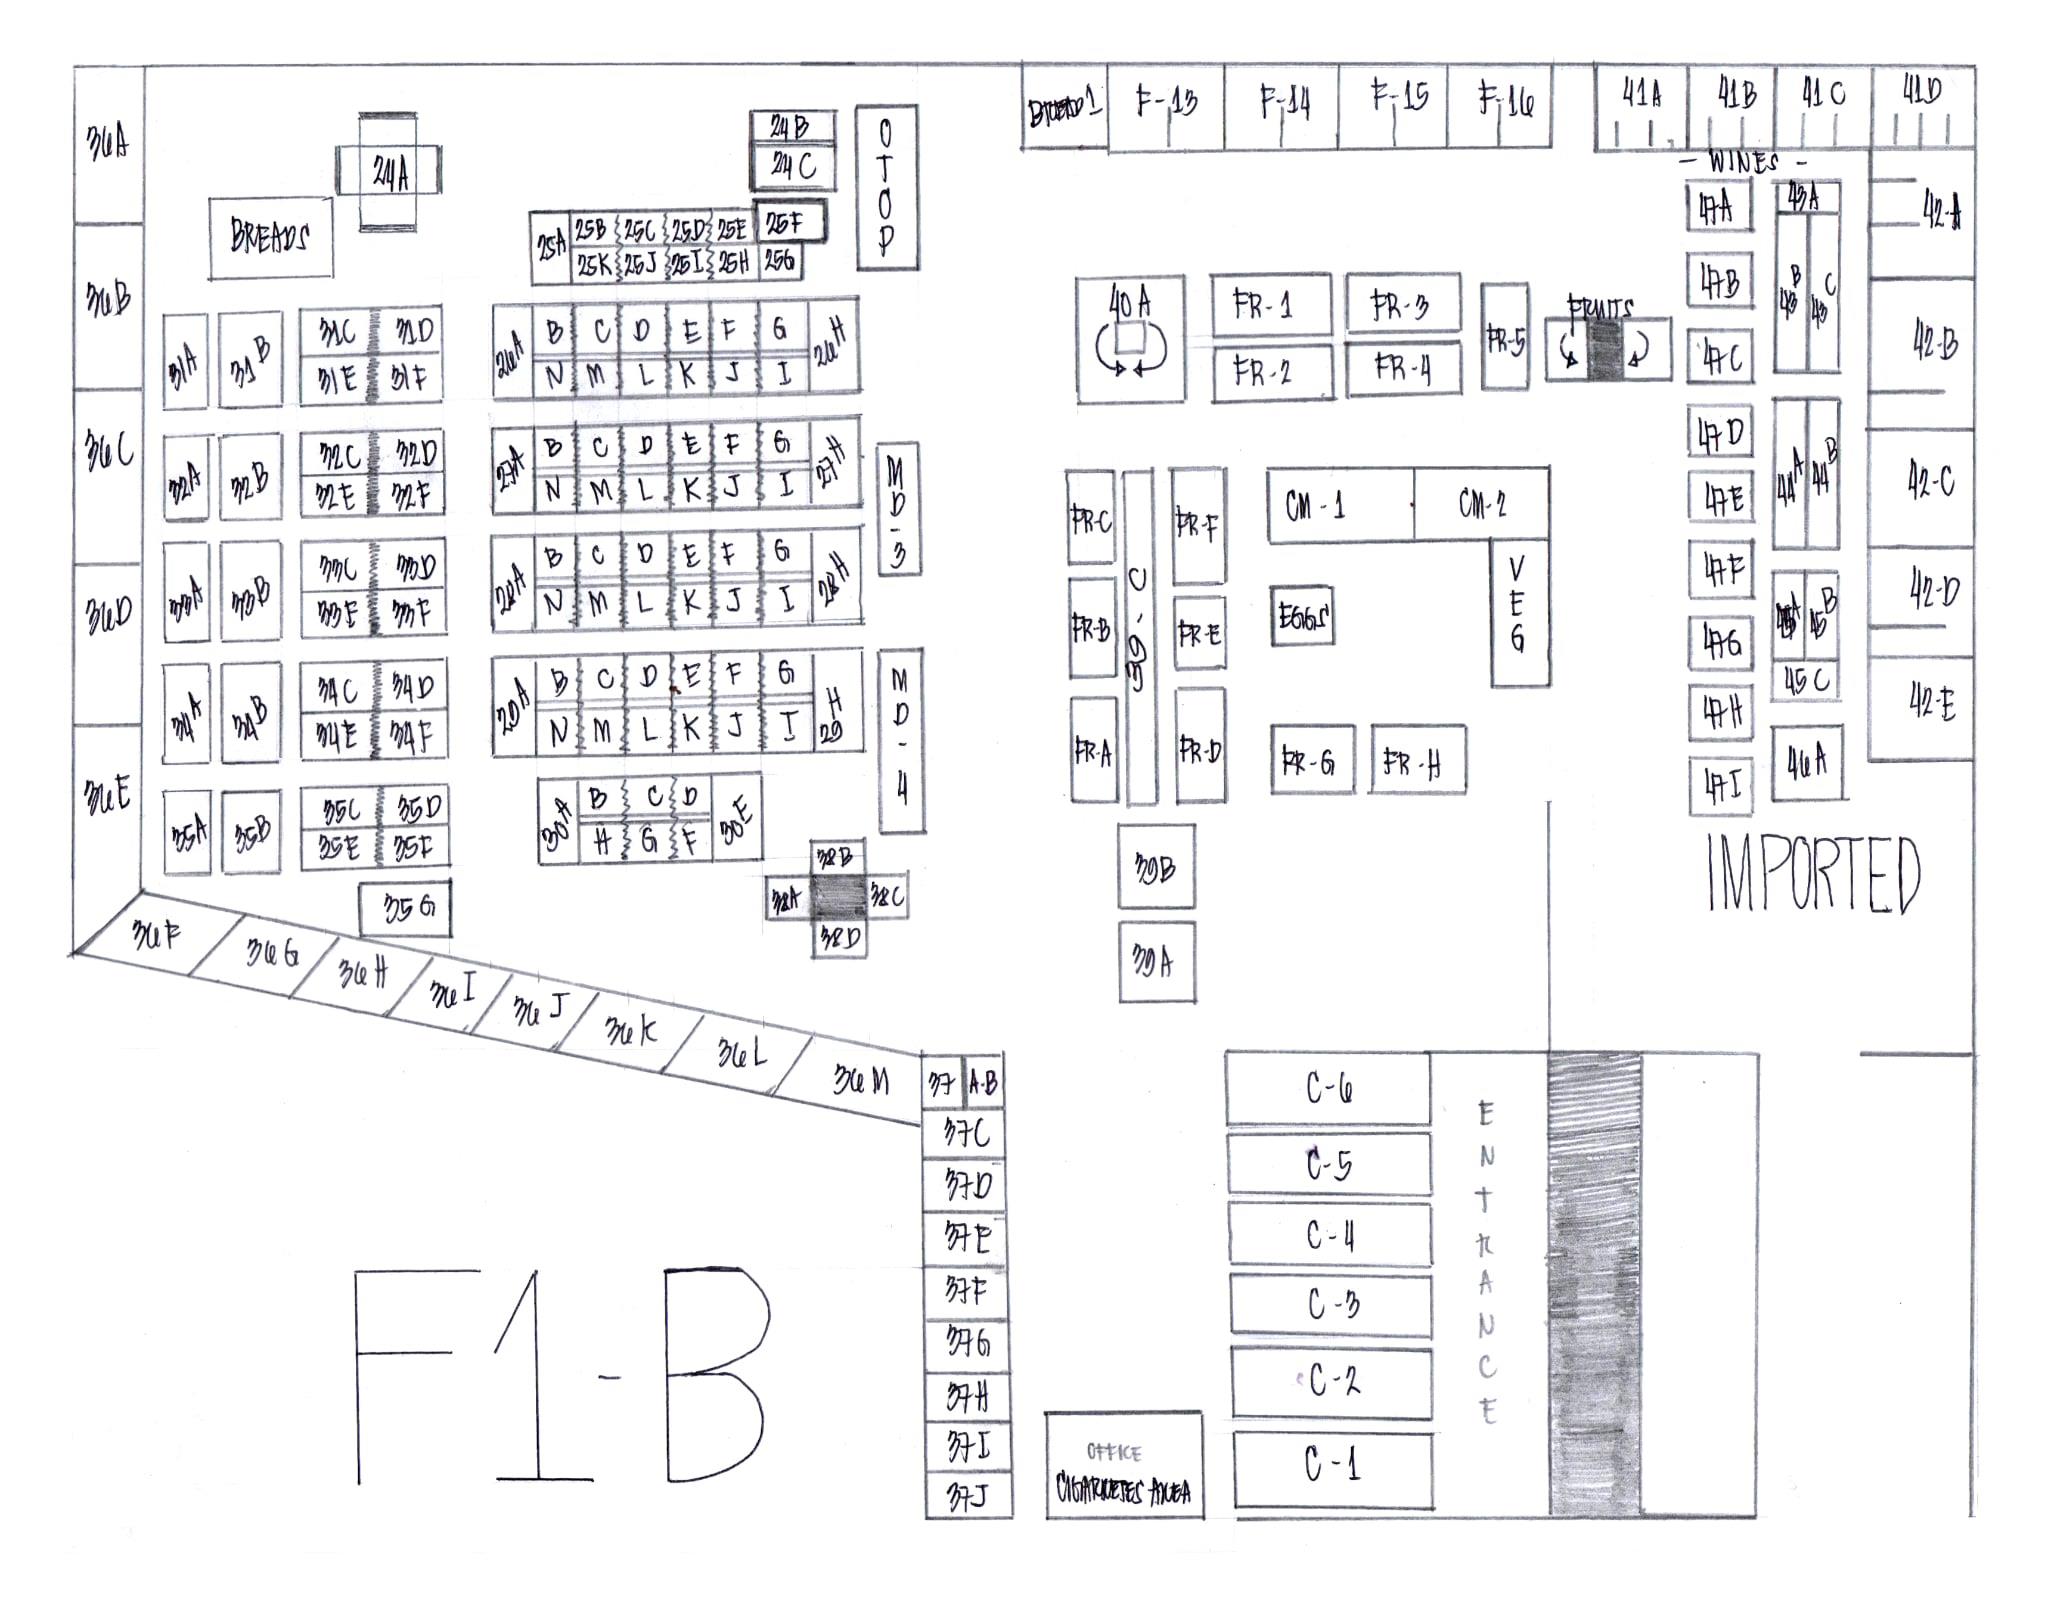 36A
36B
36C
36D
36E
24A
BREADS
24B
24C
OTOP
25A 25B 25C 25D 25E 25F
25K 25J 25I 25H 25G
31A 31B 31C 31D
31E 31F
26A B C D E F G 26H
N M L K J I
32A 32B 32C 32D
32E 32F
27A B C D E F G 27H
N M L K J I
MD-3
33A 33B 33C 33D
33E 33F
28A B C D E F G 28H
N M L K J I
34A 34B 34C 34D
34E 34F
29A B C D E F G H 29
N M L K J I
MD-4
35A 35B 35C 35D
35E 35F
35G
30A B C D 30E
H G F
38B
38A 38C
38D
36F 36G 36H 36I 36J 36K 36L 36M
37 A-B
37C
37D
37E
37F
37G
37H
37I
37J
F1-B
BREAD 1 F-13 F-14 F-15 F-16
41A 41B 41C 41D
- WINES -
40A
FR-1 FR-3
FR-2 FR-4
FR-5
FRUITS
FR-C
FR-B
FR-A
39-C
FR-F
FR-E
FR-D
CM-1 CM-2
VEG
EGGS
FR-G FR-H
39B
39A
47A
47B
47C
47D
47E
47F
47G
47H
47I
43A
43B 43C
44A 44B
45B
45C
46A
42-A
42-B
42-C
42-D
42-E
IMPORTED
C-6
C-5
C-4
C-3
C-2
C-1
ENTRANCE
OFFICE
CIGARRETES AREA